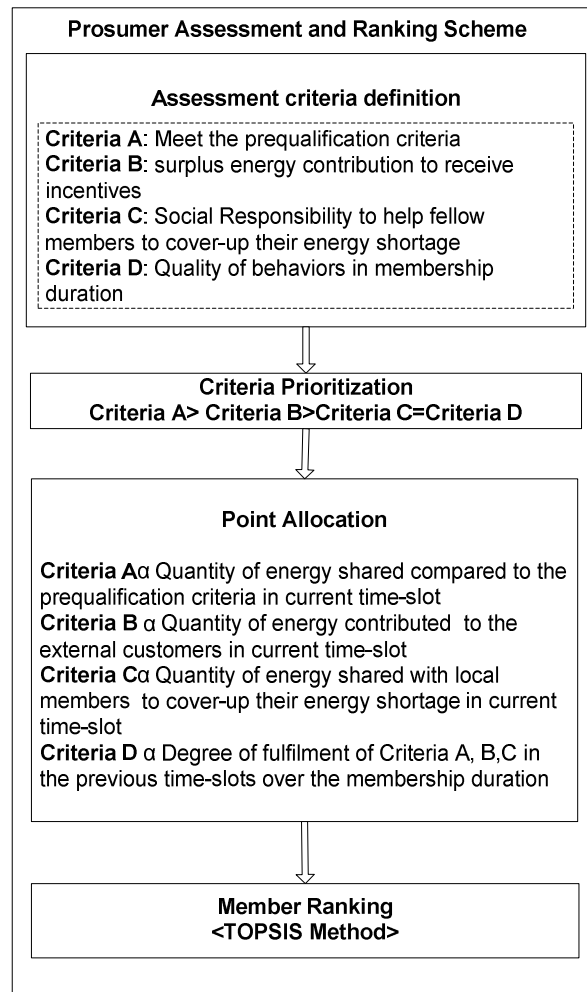 Prosumer Assessment and Ranking Scheme
Assessment criteria definition
Criteria A: Meet the prequalification criteria
Criteria B: surplus energy contribution to receive
incentives
Criteria C: Social Responsibility to help fellow
members to cover-up their energy shortage
Criteria D: Quality of behaviors in membership
duration
Criteria Prioritization
Criteria A> Criteria B>Criteria C=Criteria D
Point Allocation
Criteria Aα Quantity of energy shared compared to the
prequalification criteria in current time-slot
Criteria B α Quantity of energy contributed to the
external customers in current time-slot
Criteria Cα Quantity of energy shared with local
members to cover-up their energy shortage in current
time-slot
Criteria D α Degree of fulfilment of Criteria A, B,C in
the previous time-slots over the membership duration
Member Ranking
<TOPSIS Method>